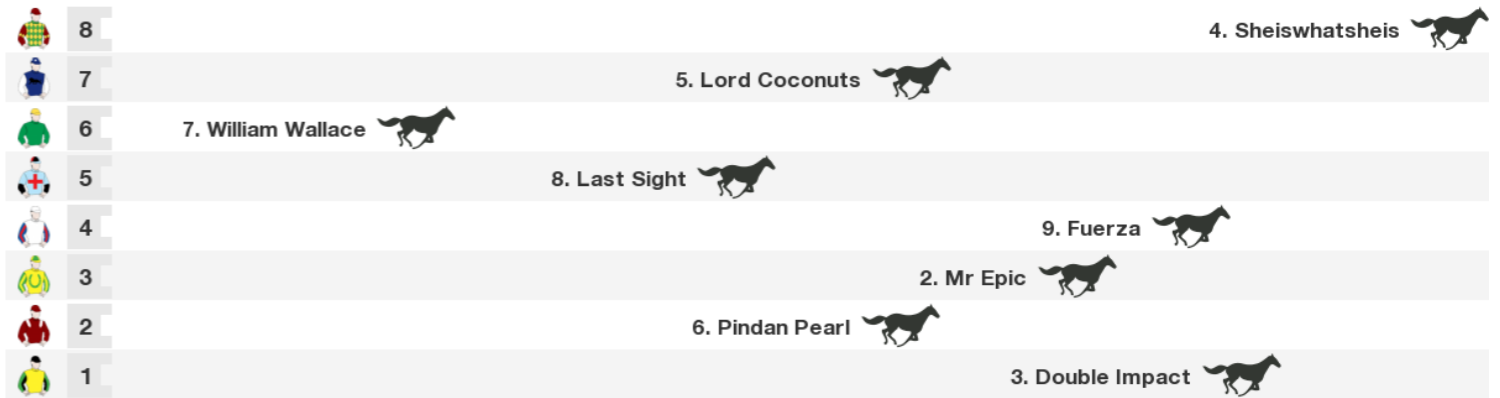 8 4. Sheiswhatsheis
7 5. Lord Coconuts
6 7. William Wallace
5 8. Last Sight
4 9. Fuerza
3 2. Mr Epic
2 6. Pindan Pearl
1 3. Double Impact